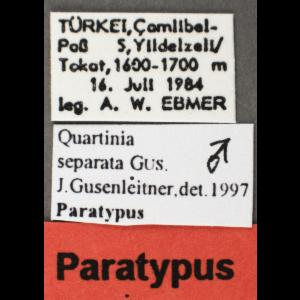 TÜRKEI,Çamlibel-
Paß S,Yildelzeli/
Tokat,1600-1700 m
16. Juli 1984
leg. A. W. EBMER
Quartinia
separata GUS. ♂
J.Gusenleitner,det.1997
Paratypus
Paratypus